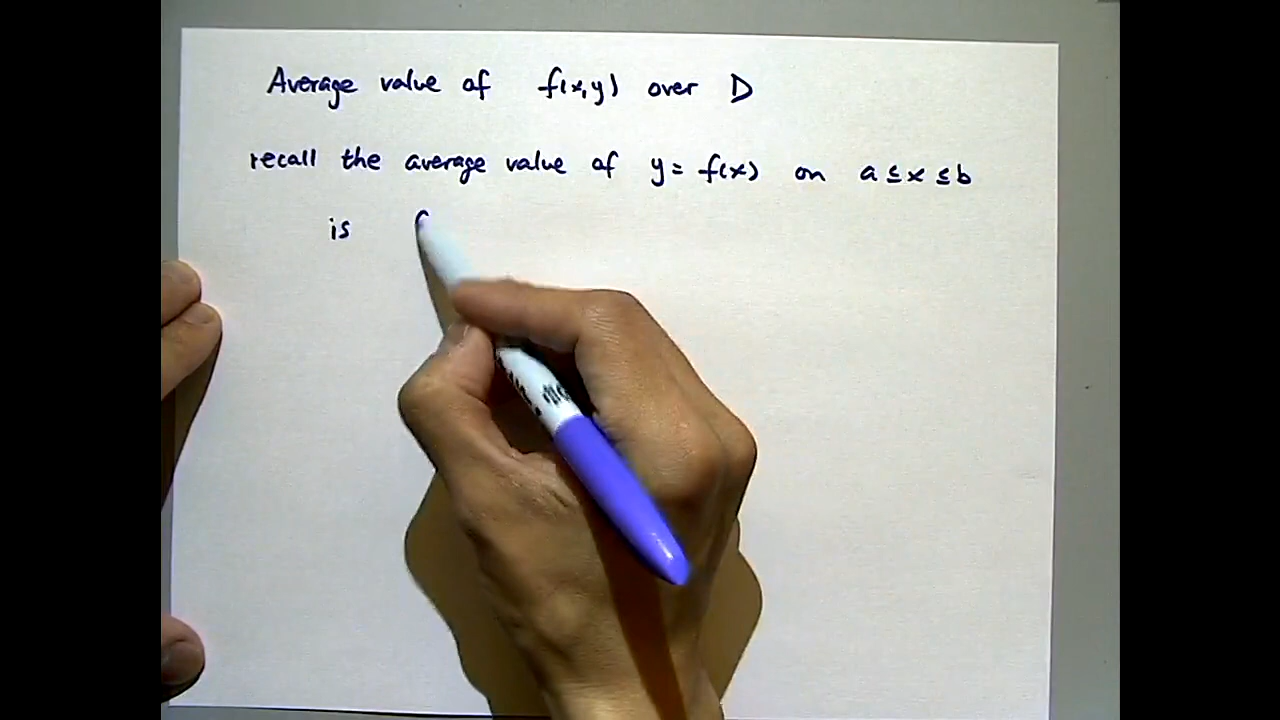 Average value of f(x,y) over D
recall the average value of y = f(x) on a ≤ x ≤ b
is